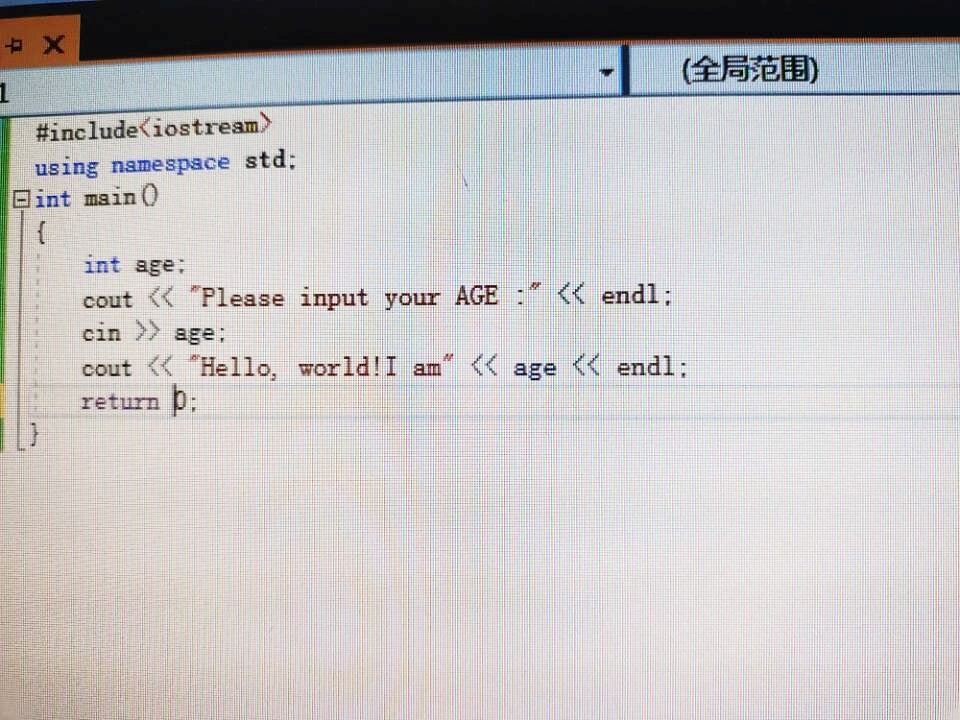 (全局范围)
1
#include<iostream>
using namespace std;
int main()
{
int age;
cout << "Please input your AGE :" << endl;
cin >> age;
cout << "Hello, world!I am" << age << endl;
return 0;
}